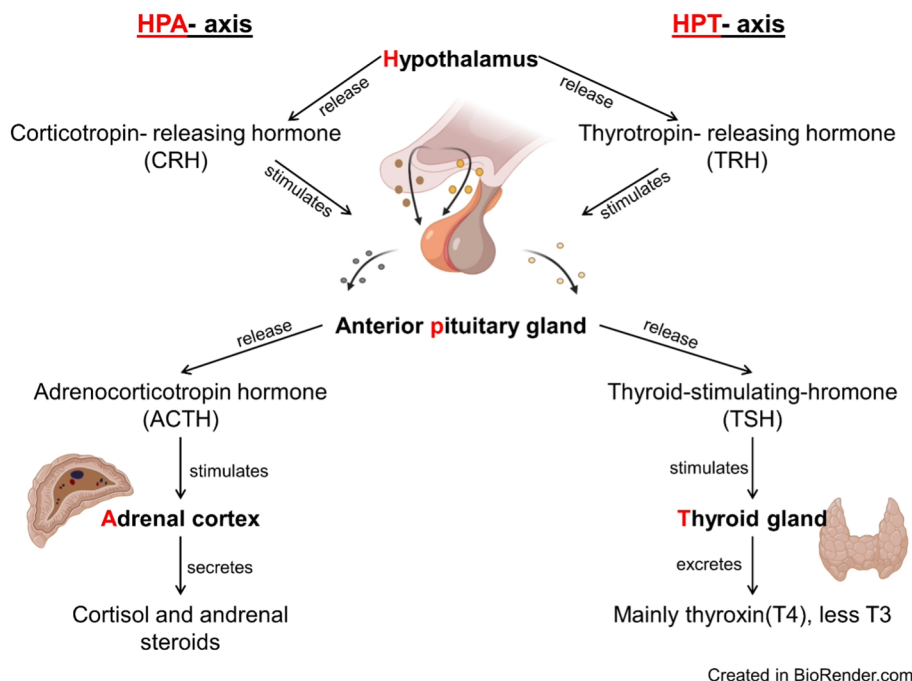 HPA- axis
HPT- axis
Hypothalamus
release
release
Corticotropin- releasing hormone
(CRH)
Thyrotropin- releasing hormone
(TRH)
stimulates
stimulates
Anterior pituitary gland
release
release
Adrenocorticotropin hormone
(ACTH)
Thyroid-stimulating-hromone
(TSH)
stimulates
stimulates
Adrenal cortex
Thyroid gland
secretes
excretes
Cortisol and andrenal
steroids
Mainly thyroxin(T4), less T3
Created in BioRender.com